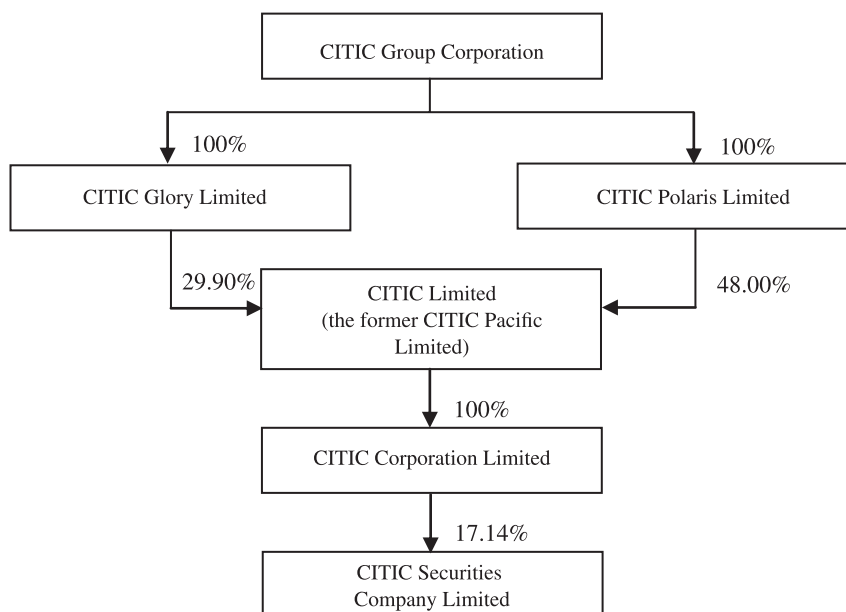 CITIC Group Corporation
100%
100%
CITIC Glory Limited
CITIC Polaris Limited
29.90%
48.00%
CITIC Limited
(the former CITIC Pacific
Limited)
100%
CITIC Corporation Limited
17.14%
CITIC Securities
Company Limited